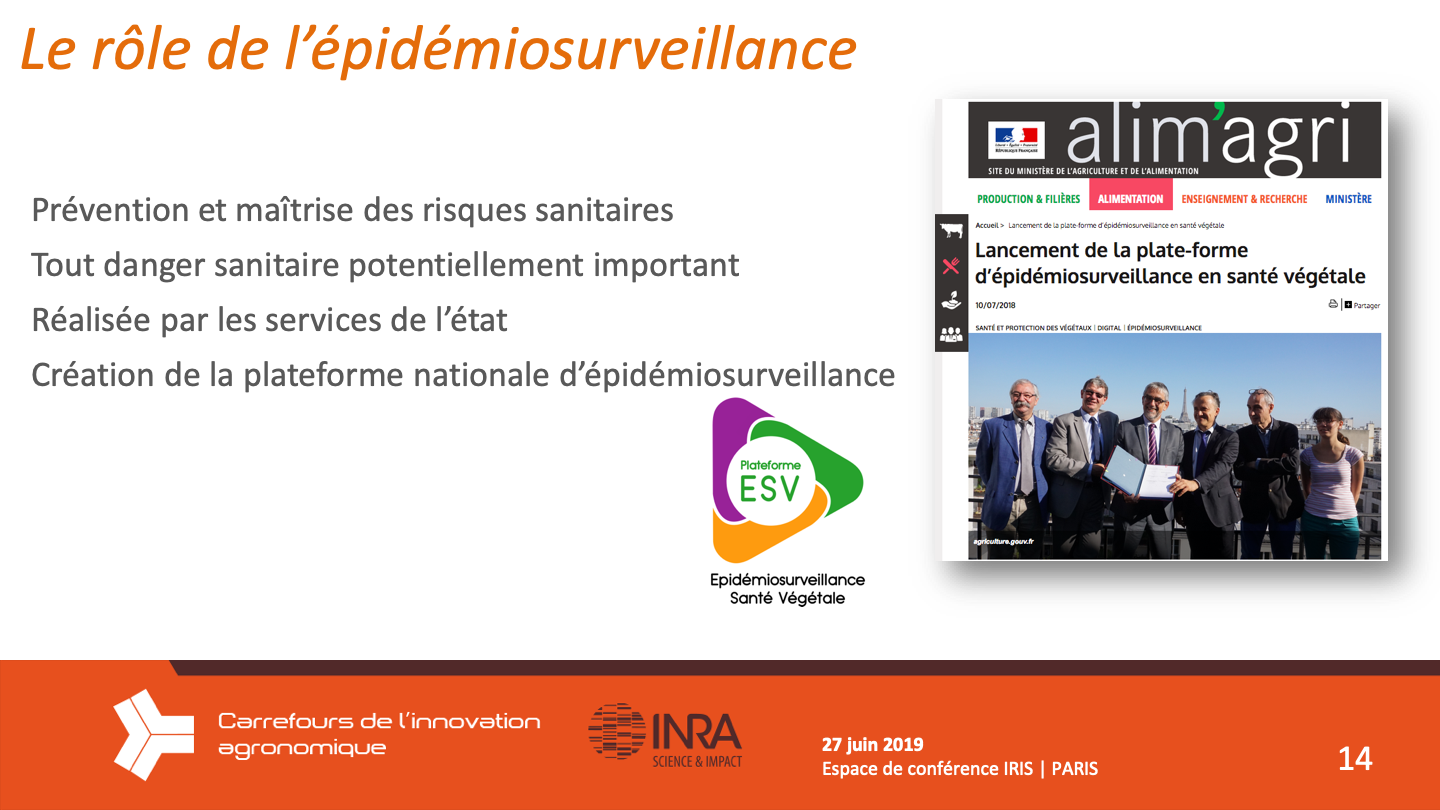 Le rôle de l’épidémiosurveillance
Prévention et maîtrise des risques sanitaires
Tout danger sanitaire potentiellement important
Réalisée par les services de l’état
Création de la plateforme nationale d’épidémiosurveillance
Plateforme
ESV
Epidémiosurveillance
Santé Végétale
alim’agri
RÉPUBLIQUE FRANÇAISE
SITE DU MINISTÈRE DE L’AGRICULTURE ET DE L’ALIMENTATION
PRODUCTION & FILIÈRES ALIMENTATION ENSEIGNEMENT & RECHERCHE MINISTÈRE
Accueil > Lancement de la plate-forme d’épidémiosurveillance en santé végétale
Lancement de la plate-forme
d’épidémiosurveillance en santé végétale
10/07/2018 Partager
SANTÉ ET PROTECTION DES VÉGÉTAUX | DIGITAL | ÉPIDÉMIOSURVEILLANCE
agriculture.gouv.fr
Carrefours de l’innovation
agronomique
INRA
SCIENCE & IMPACT
27 juin 2019
Espace de conférence IRIS | PARIS
14